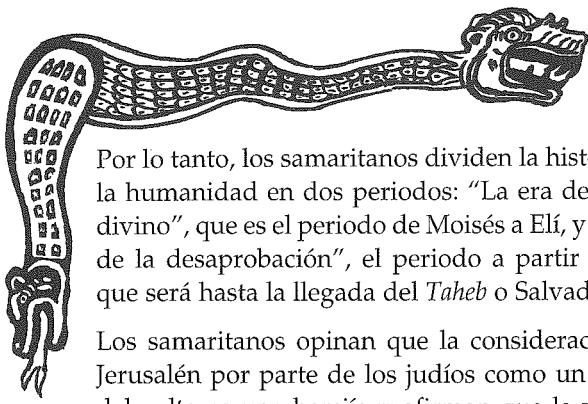 Por lo tanto, los samaritanos dividen la hist
la humanidad en dos periodos: "La era de
divino", que es el periodo de Moisés a Elí, y
de la desaprobación", el periodo a partir
que será hasta la llegada del Taheb o Salvad
Los samaritanos opinan que la considerac
Jerusalén por parte de los judíos como un